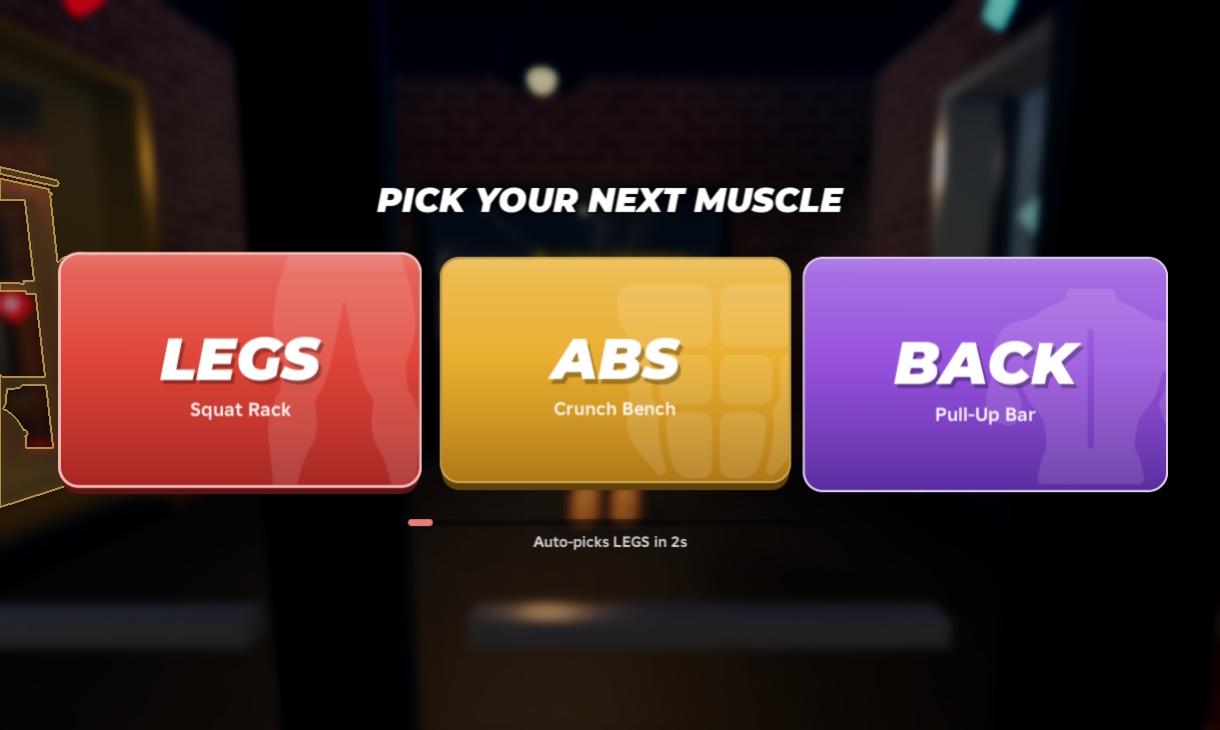 PICK YOUR NEXT MUSCLE
LEGS
Squat Rack
ABS
Crunch Bench
BACK
Pull-Up Bar
Auto-picks LEGS in 2s